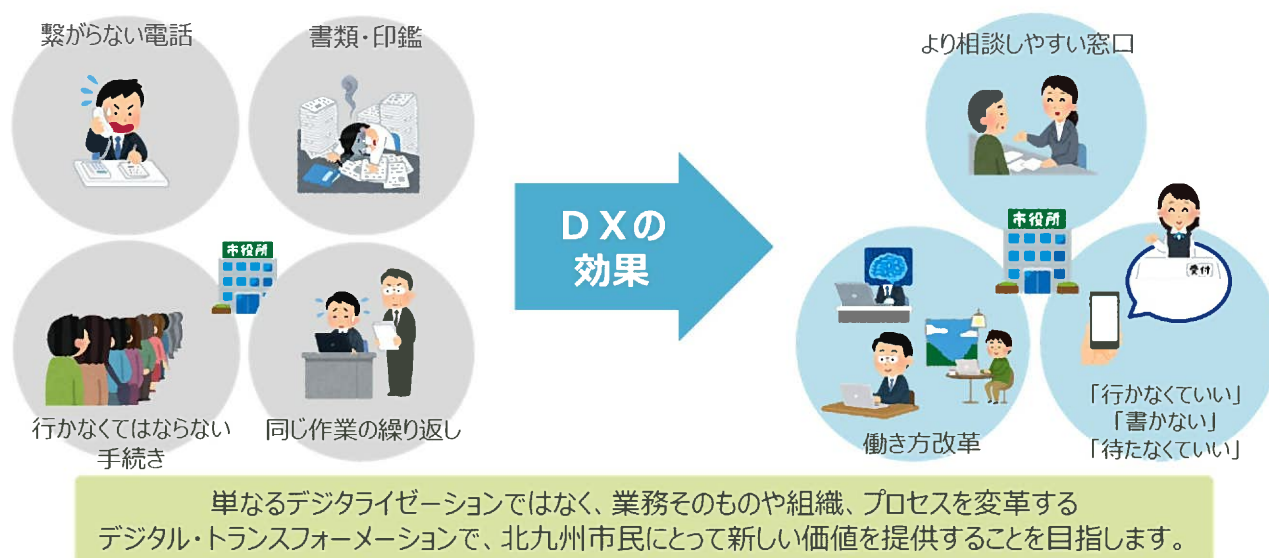 繋がらない電話
書類・印鑑
市役所
行かなくてはならない
手続き
同じ作業の繰り返し
DXの
効果
より相談しやすい窓口
市役所
受付
働き方改革
「行かなくていい」
「書かない」
「待たなくていい」
単なるデジタライゼーションではなく、業務そのものや組織、プロセスを変革する
デジタル・トランスフォーメーションで、北九州市民にとって新しい価値を提供することを目指します。